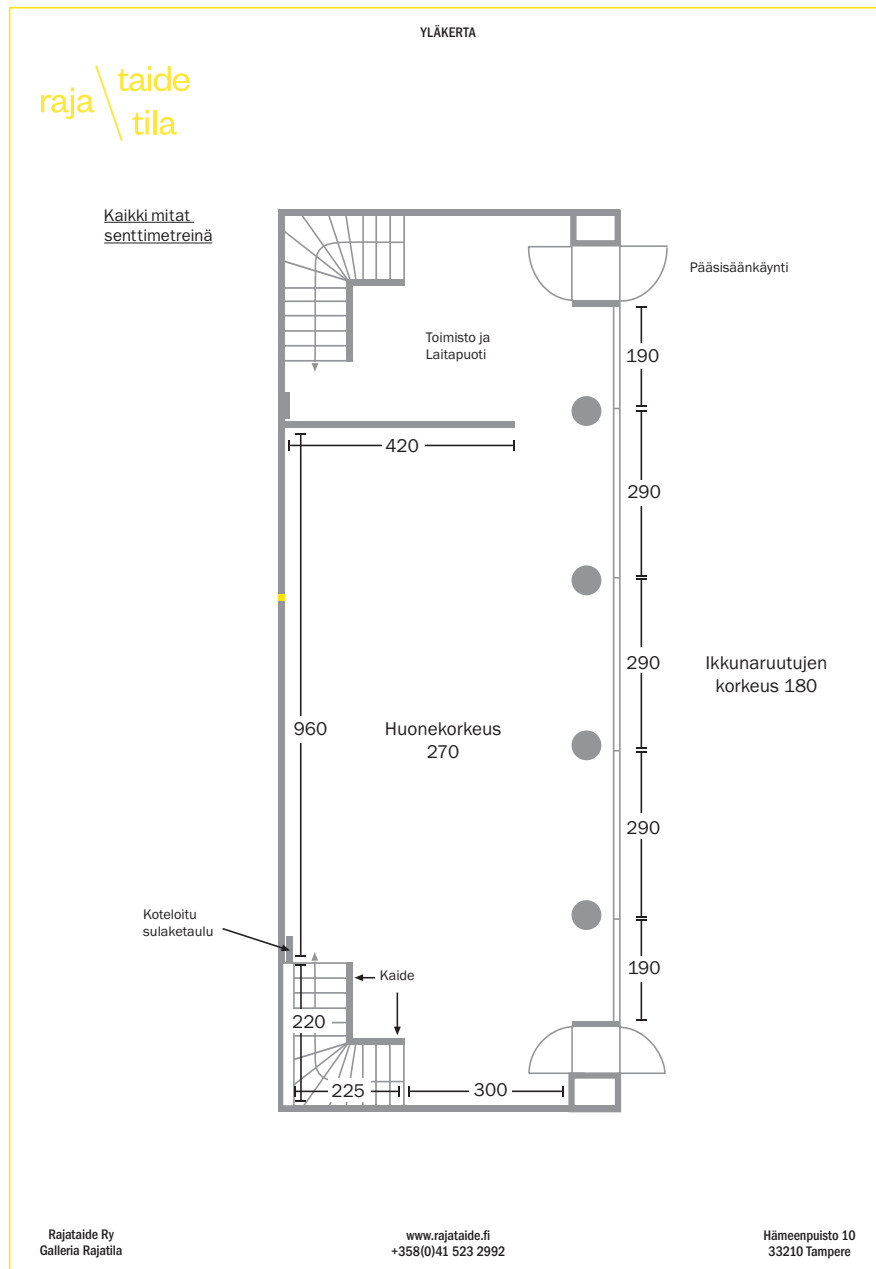 YLÄKERTA
raja \ taide
tila
Kaikki mitat
senttimetreinä
Pääsisäänkäynti
Toimisto ja
Laitapuoti
190
420
290
290
Ikkunaruutujen
korkeus 180
960
Huonekorkeus
270
290
Koteloitu
sulaketaulu
190
Kaide
220
225
300
Rajataide Ry
Galleria Rajatila
www.rajataide.fi
+358(0)41 523 2992
Hämeenpuisto 10
33210 Tampere